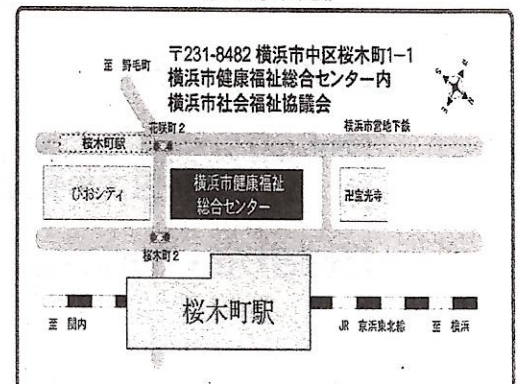 〒231-8482 横浜市中区桜木町1-1
横浜市健康福祉総合センター内
横浜市社会福祉協議会
至 野毛町
花咲町2
横浜市営地下鉄
桜木町駅
ぴおシティ
横浜市健康福祉
総合センター
卍宝光寺
桜木町2
桜木町駅
至 関内
JR 京浜東北線
至 横浜